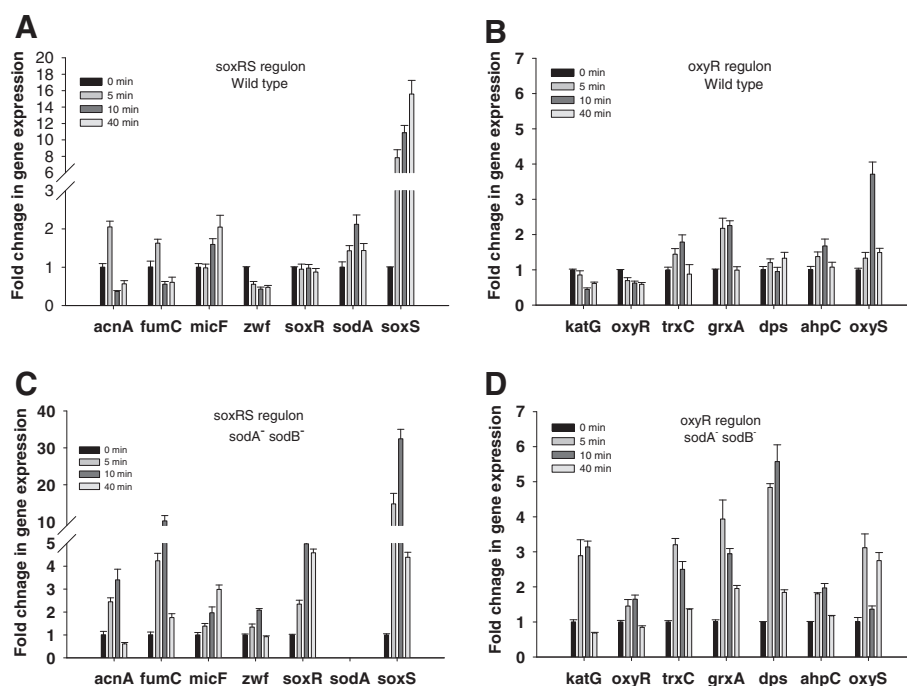 A
Fold chnage in gene expression
20
18
16
14
12
10
8
6
3
2
1
0
soxRS regulon
Wild type
0 min
5 min
10 min
40 min
acnA fumC micF zwf soxR sodA soxS
B
Fold chnage in gene expression
7
6
5
4
3
2
1
0
oxyR regulon
Wild type
0 min
5 min
10 min
40 min
katG oxyR trxC grxA dps ahpC oxyS
C
Fold change in gene expression
40
30
20
10
5
4
3
2
1
0
soxRS regulon
sodA- sodB-
0 min
5 min
10 min
40 min
acnA fumC micF zwf soxR sodA soxS
D
Fold change in gene expression
7
6
5
4
3
2
1
0
oxyR regulon
sodA- sodB-
0 min
5 min
10 min
40 min
katG oxyR trxC grxA dps ahpC oxyS